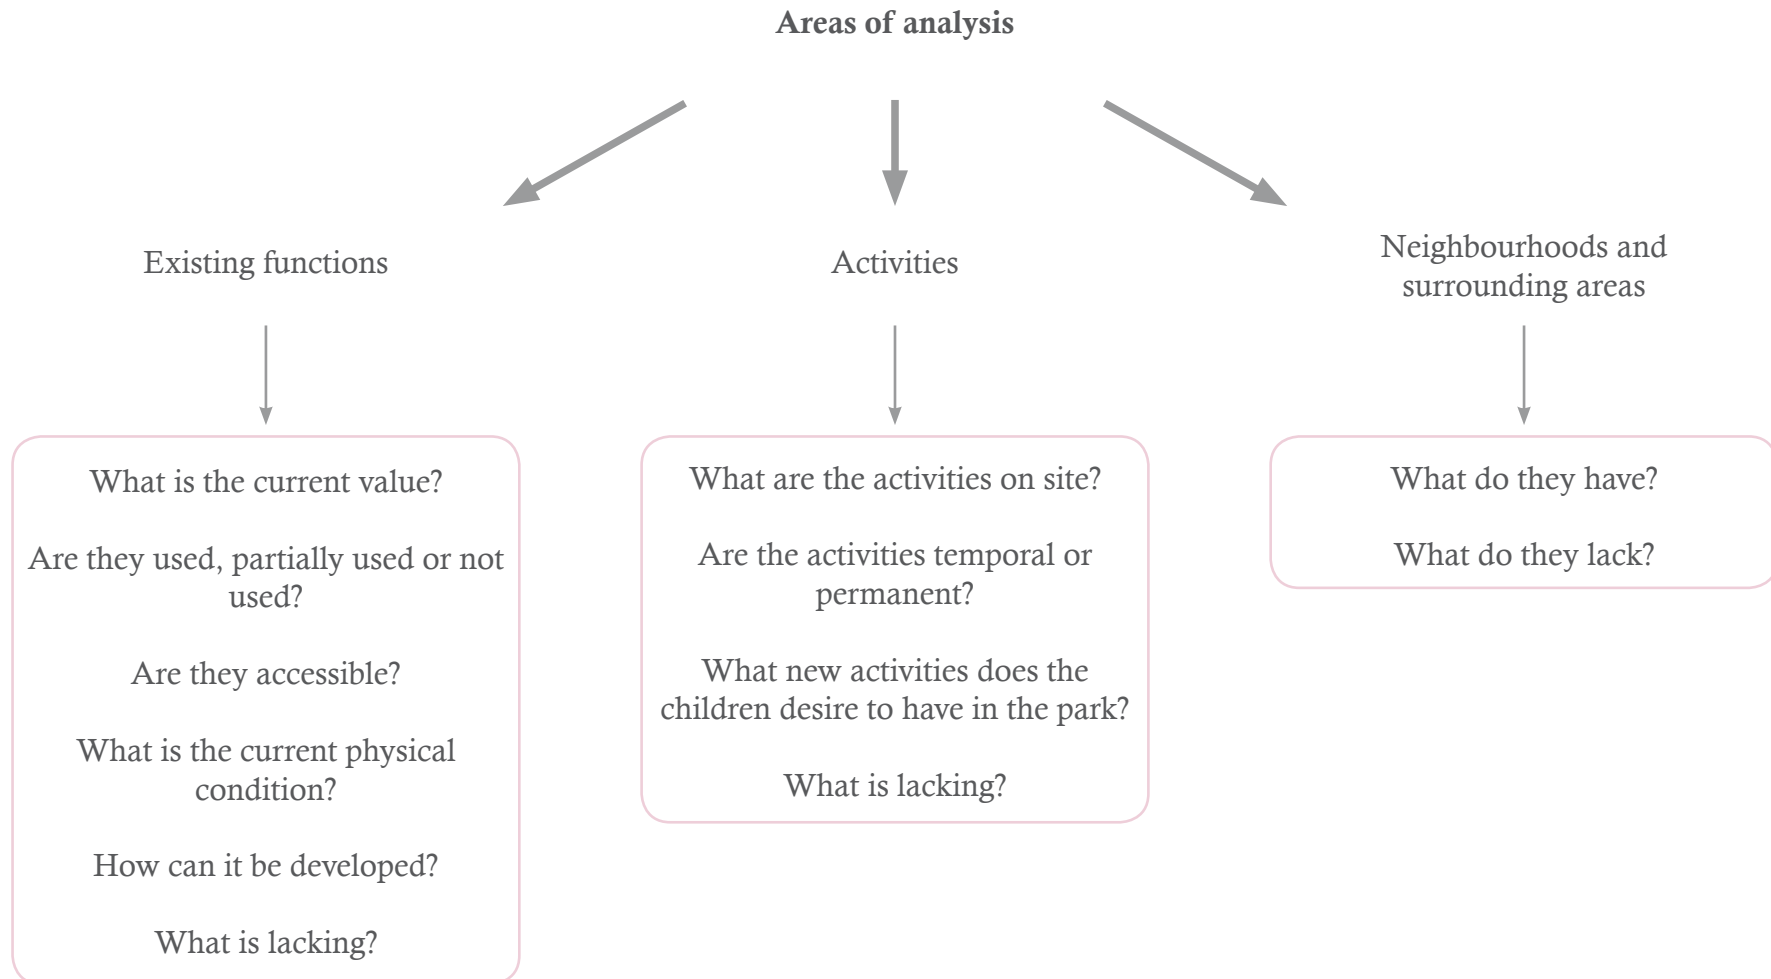 Areas of analysis
Existing functions
Activities
Neighbourhoods and
surrounding areas
What is the current value?
Are they used, partially used or not
used?
Are they accessible?
What is the current physical
condition?
How can it be developed?
What is lacking?
What are the activities on site?
Are the activities temporal or
permanent?
What new activities does the
children desire to have in the park?
What is lacking?
What do they have?
What do they lack?